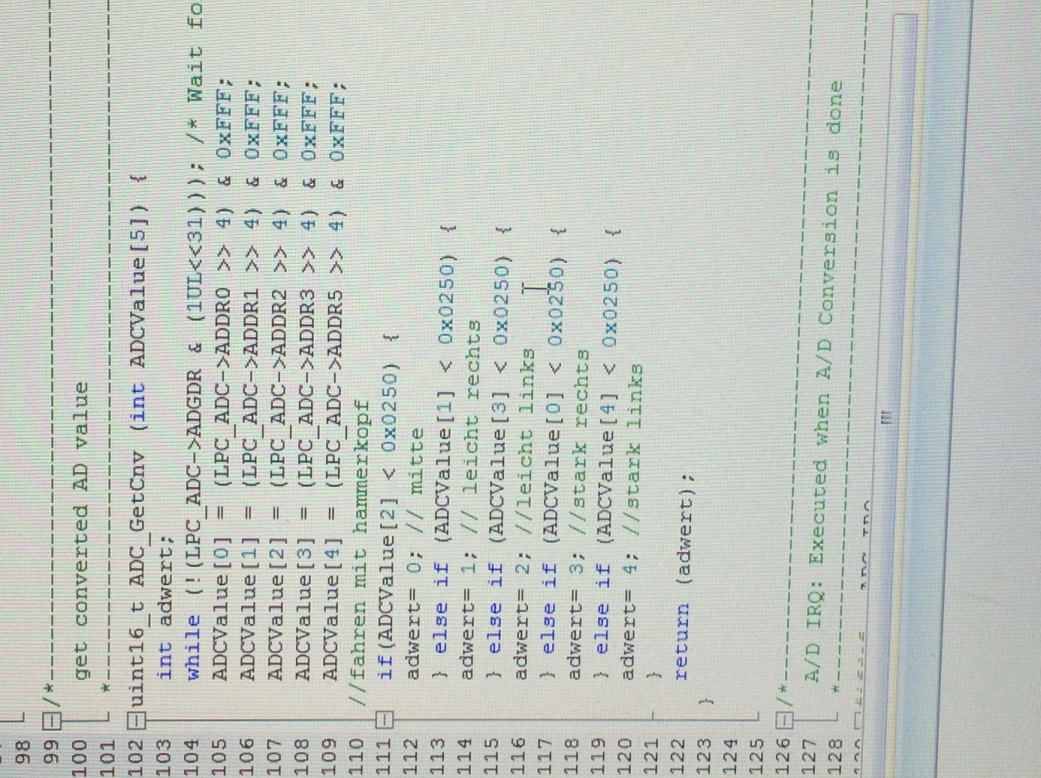 98
99 /*----------------------------------------------------------------------------
100 get converted AD value
101 *----------------------------------------------------------------------------
102 uint16_t ADC_GetCnv (int ADCValue[5]) {
103 int adwert;
104 while (!(LPC_ADC->ADGDR & (1UL<<31))); /* Wait fo
105 ADCValue[0] = (LPC_ADC->ADDR0 >> 4) & 0xFFF;
106 ADCValue[1] = (LPC_ADC->ADDR1 >> 4) & 0xFFF;
107 ADCValue[2] = (LPC_ADC->ADDR2 >> 4) & 0xFFF;
108 ADCValue[3] = (LPC_ADC->ADDR3 >> 4) & 0xFFF;
109 ADCValue[4] = (LPC_ADC->ADDR5 >> 4) & 0xFFF;
110 //fahren mit hammerkopf
111 if(ADCValue[2] < 0x0250) {
112 adwert= 0; // mitte
113 } else if (ADCValue[1] < 0x0250) {
114 adwert= 1; // leicht rechts
115 } else if (ADCValue[3] < 0x0250) {
116 adwert= 2; //leicht links
117 } else if (ADCValue[0] < 0x0250) {
118 adwert= 3; //stark rechts
119 } else if (ADCValue[4] < 0x0250) {
120 adwert= 4; //stark links
121 }
122 return (adwert);
123 }
124
125
126 /*----------------------------------------------------------------------------
127 A/D IRQ: Executed when A/D Conversion is done
128 *----------------------------------------------------------------------------